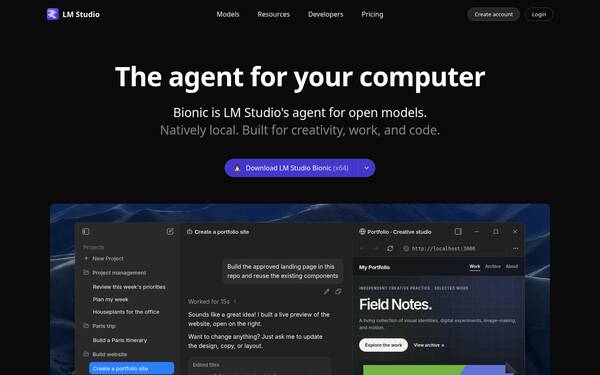 LM Studio
Models
Resources
Developers
Pricing
Create account
Login
The agent for your computer
Bionic is LM Studio's agent for open models.
Natively local. Built for creativity, work, and code.
Download LM Studio Bionic (x64)
Projects
New Project
Project management
Review this week's priorities
Plan my week
Houseplants for the office
Paris trip
Build a Paris itinerary
Build website
Create a portfolio site
Create a portfolio site
Build the approved landing page in this
repo and reuse the existing components
Worked for 15s
Sounds like a great idea! I built a live preview of the
website, open on the right.
Want to change anything? Just ask me to update
the design, copy, or layout.
Edited files
Portfolio · Creative studio
http://localhost:3000
My Portfolio
Work
Archive
About
INDEPENDENT CREATIVE PRACTICE · SELECTED WORK
Field Notes.
A living collection of visual identities, digital experiments, image-making,
and motion.
Explore the work
View archive